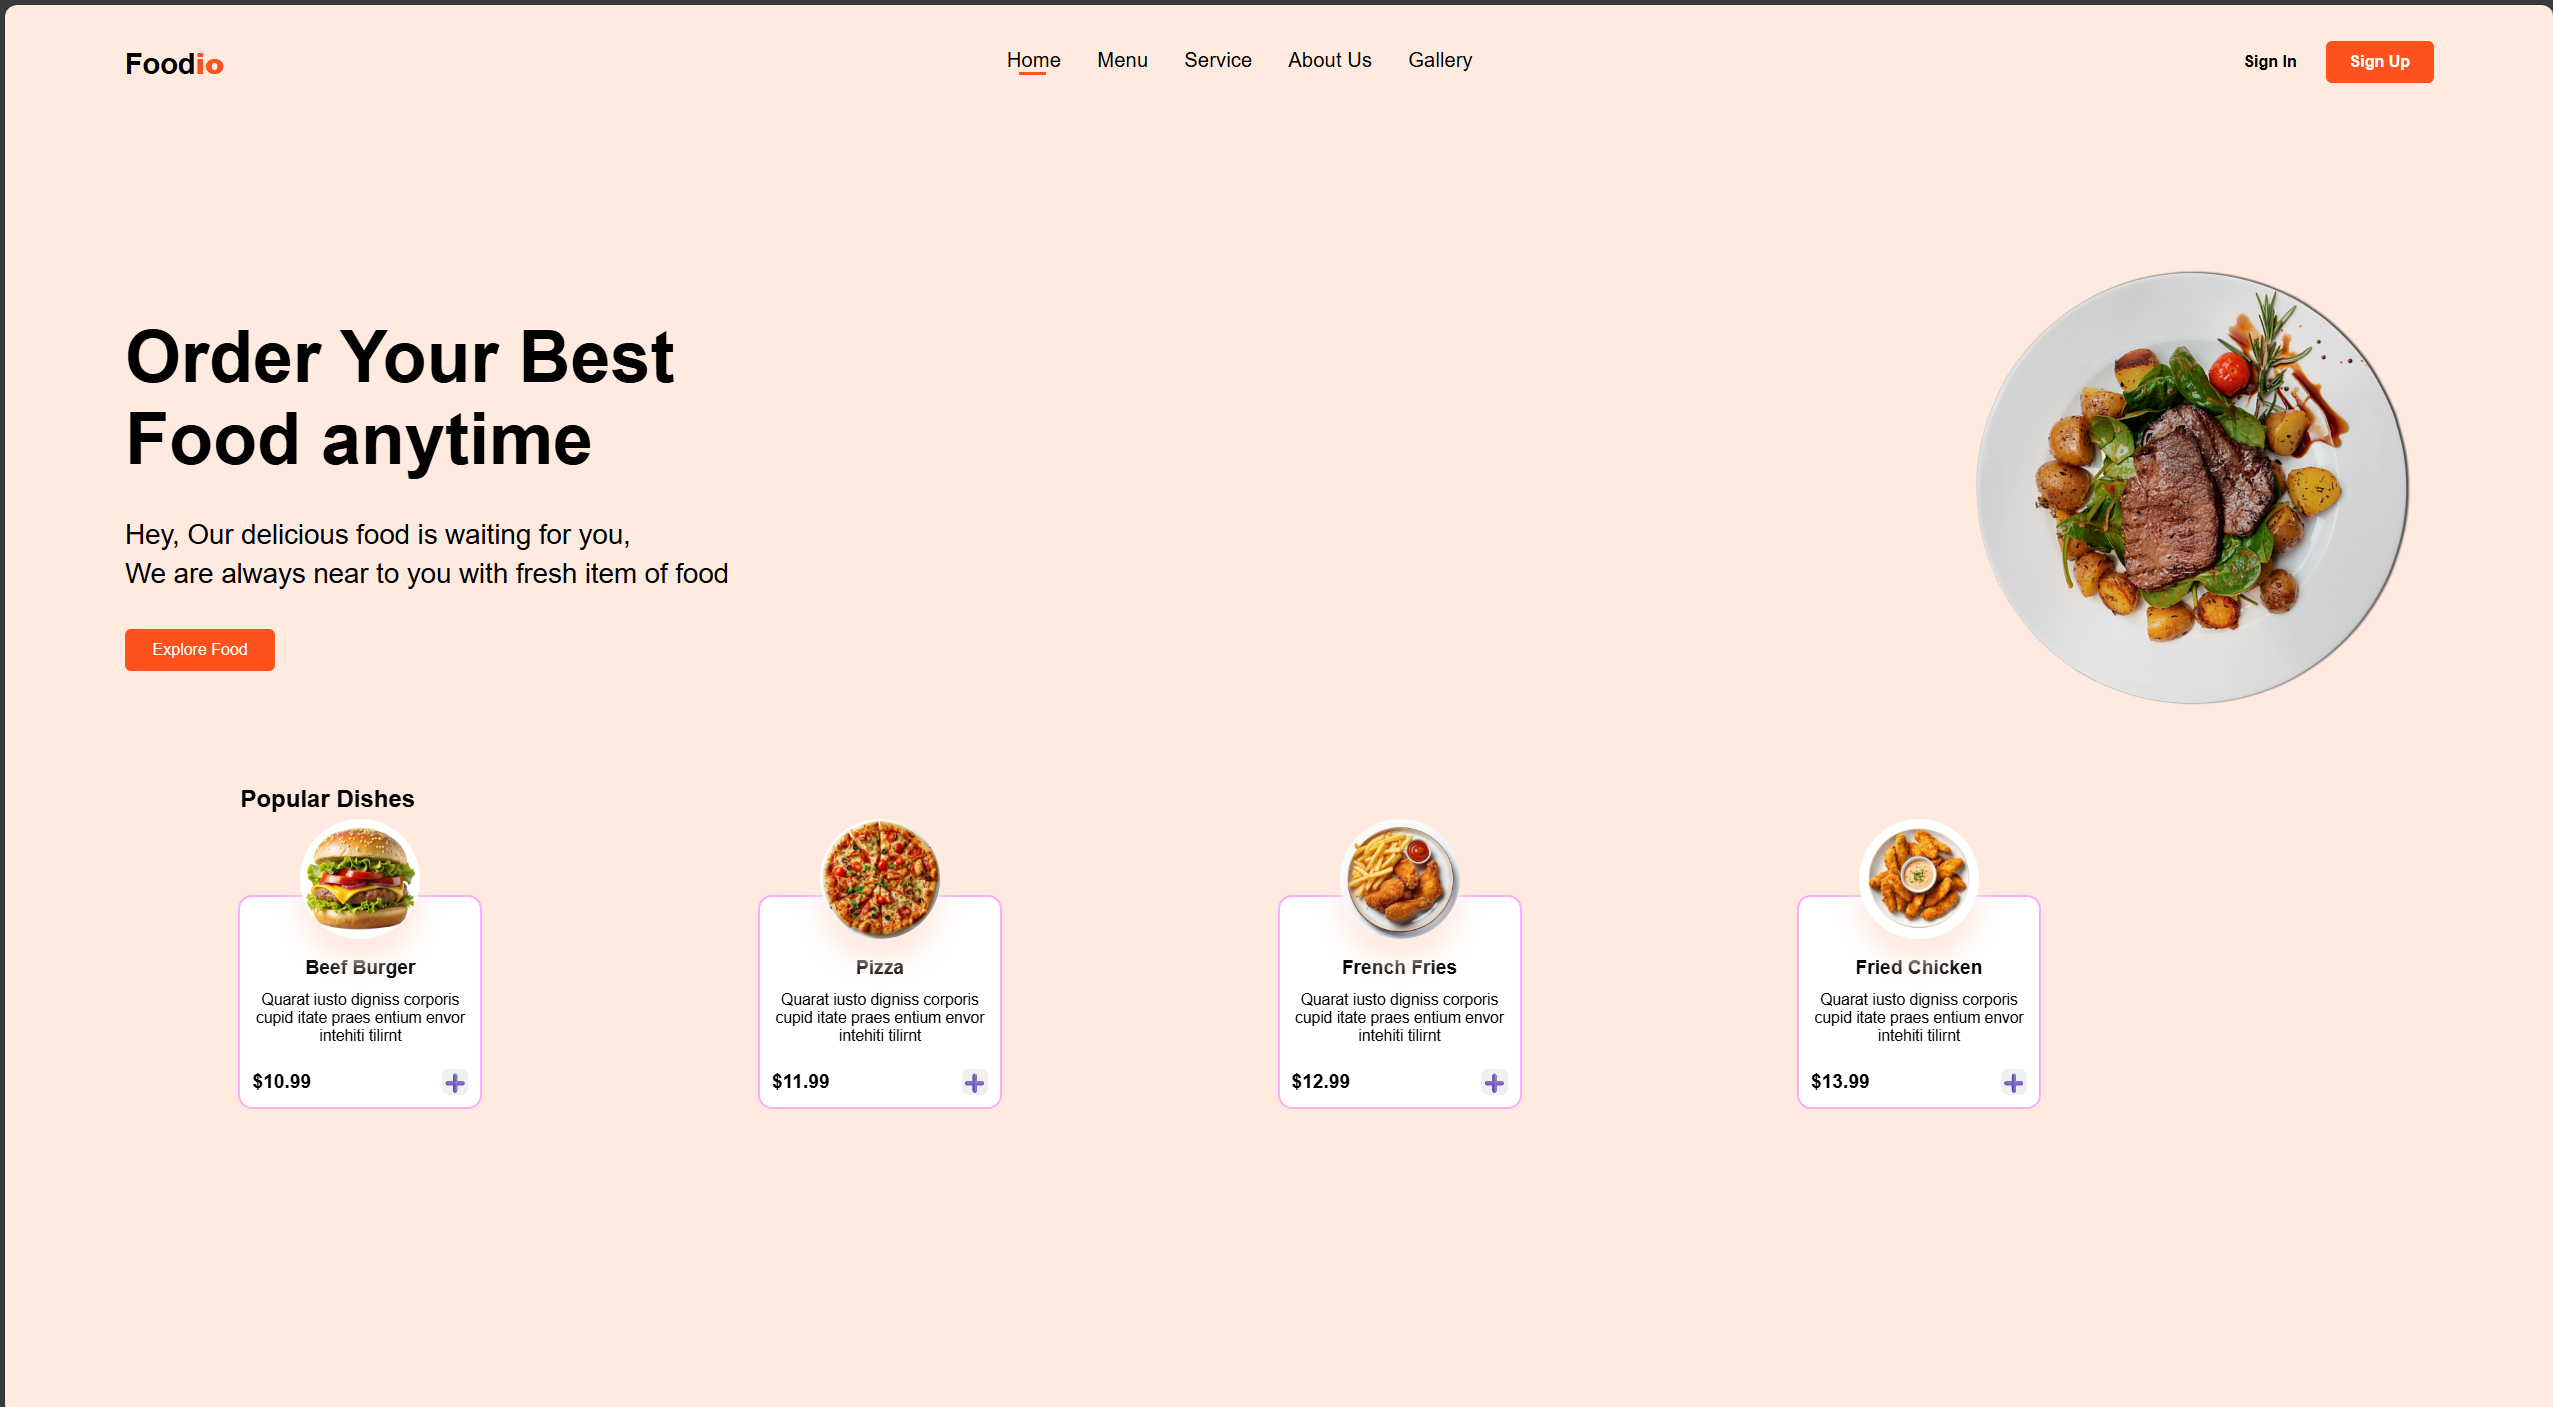 Foodio
Home Menu Service About Us Gallery
Sign In Sign Up
Order Your Best
Food anytime
Hey, Our delicious food is waiting for you,
We are always near to you with fresh item of food
Explore Food
Popular Dishes
Beef Burger
Quarat iusto digniss corporis
cupid itate praes entium envor
intehiti tilirnt
$10.99
Pizza
Quarat iusto digniss corporis
cupid itate praes entium envor
intehiti tilirnt
$11.99
French Fries
Quarat iusto digniss corporis
cupid itate praes entium envor
intehiti tilirnt
$12.99
Fried Chicken
Quarat iusto digniss corporis
cupid itate praes entium envor
intehiti tilirnt
$13.99